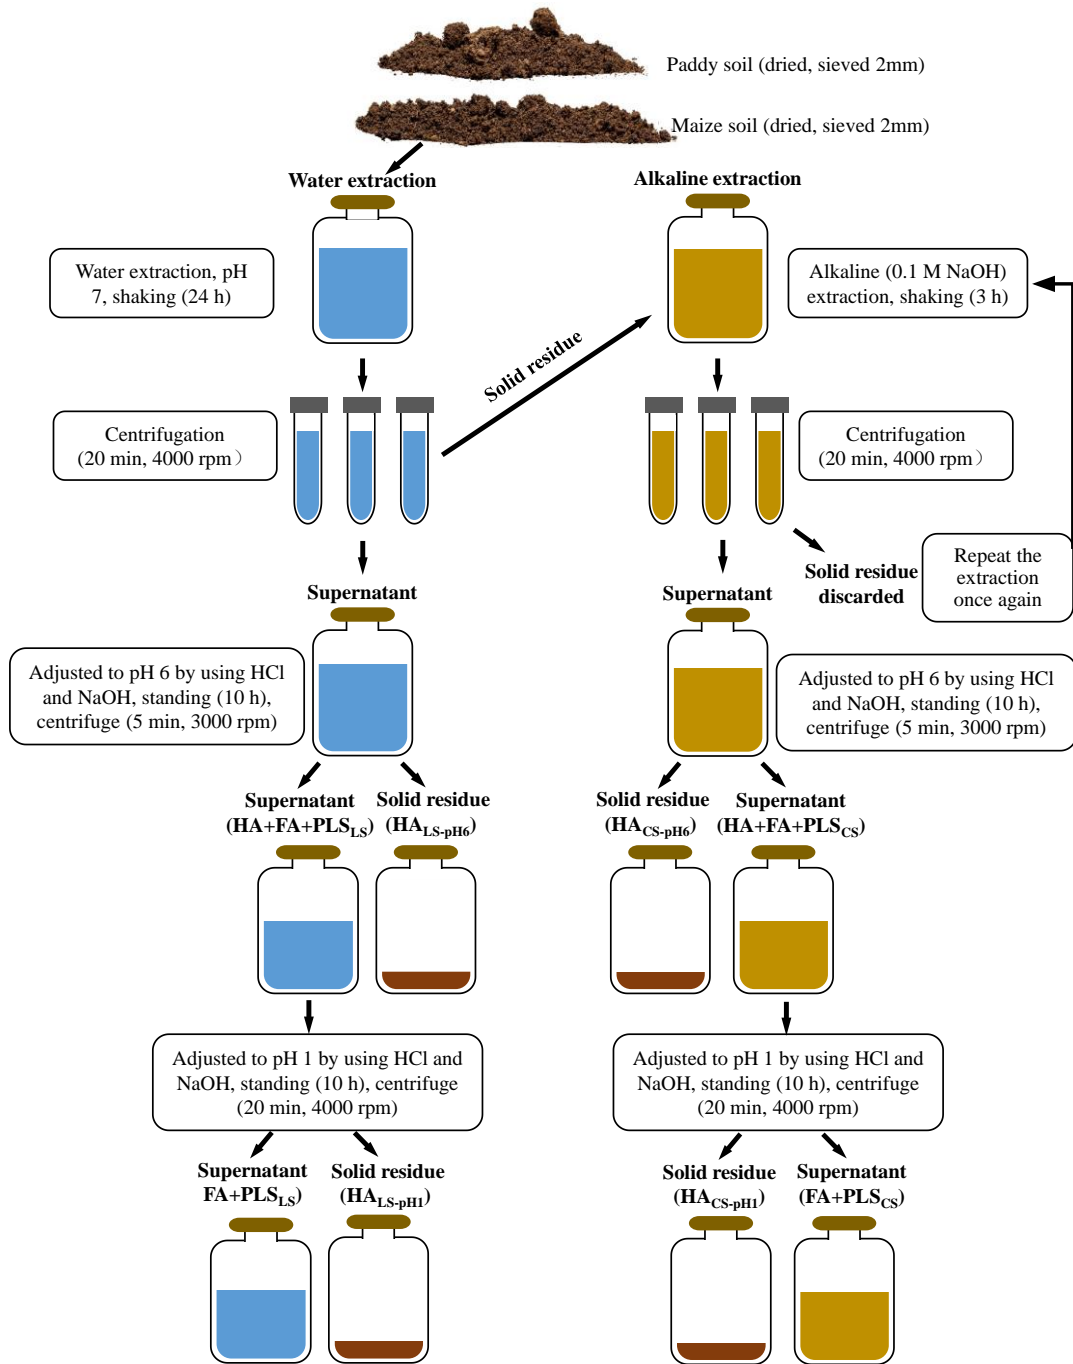 Paddy soil (dried, sieved 2mm)
Maize soil (dried, sieved 2mm)
Water extraction
Alkaline extraction
Water extraction, pH
7, shaking (24 h)
Alkaline (0.1 M NaOH)
extraction, shaking (3 h)
Solid residue
Centrifugation
(20 min, 4000 rpm）
Centrifugation
(20 min, 4000 rpm）
Solid residue
discarded
Repeat the
extraction
once again
Supernatant
Supernatant
Adjusted to pH 6 by using HCl
and NaOH, standing (10 h),
centrifuge (5 min, 3000 rpm)
Adjusted to pH 6 by using HCl
and NaOH, standing (10 h),
centrifuge (5 min, 3000 rpm)
Supernatant
(HA+FA+PLSLS)
Solid residue
(HALS-pH6)
Solid residue
(HACS-pH6)
Supernatant
(HA+FA+PLSCS)
Adjusted to pH 1 by using HCl and
NaOH, standing (10 h), centrifuge
(20 min, 4000 rpm)
Adjusted to pH 1 by using HCl and
NaOH, standing (10 h), centrifuge
(20 min, 4000 rpm)
Supernatant
FA+PLSLS)
Solid residue
(HALS-pH1)
Solid residue
(HACS-pH1)
Supernatant
(FA+PLSCS)